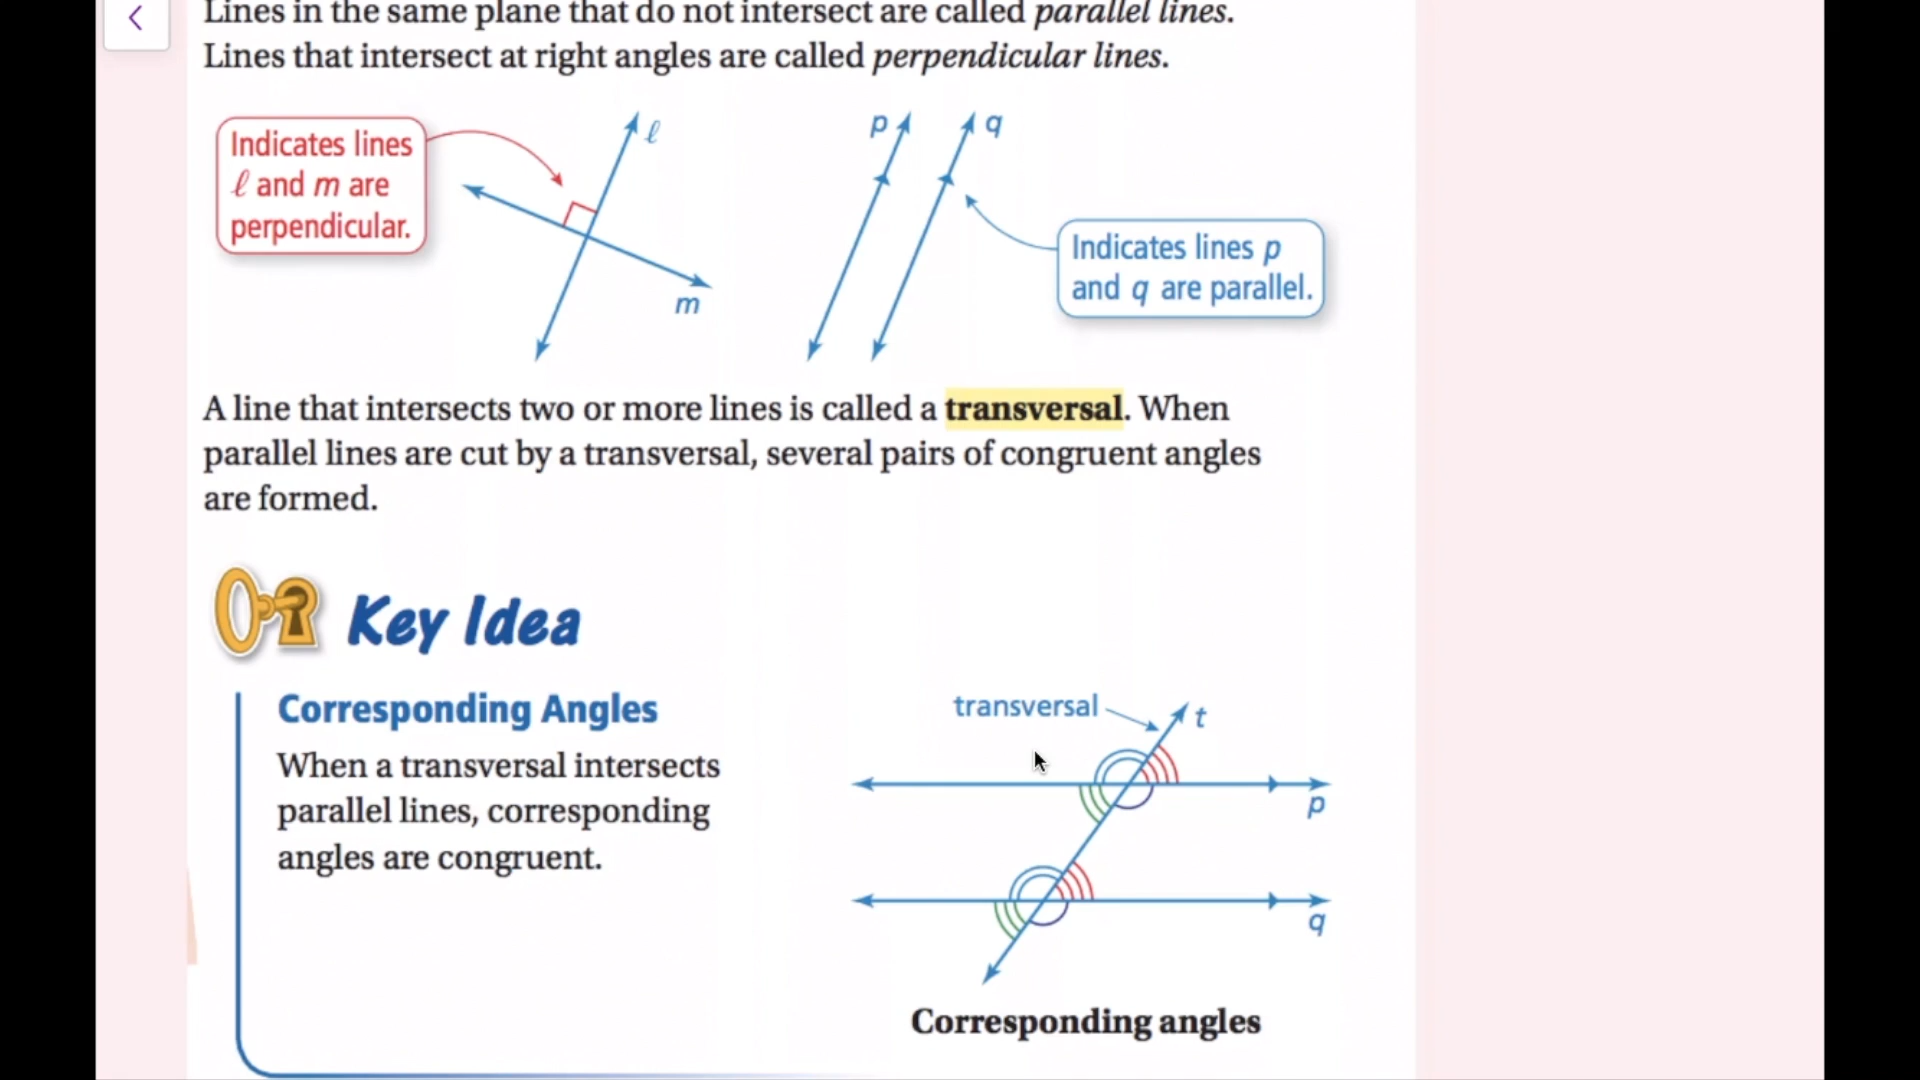 Lines in the same plane that do not intersect are called parallel lines.
Lines that intersect at right angles are called perpendicular lines.
Indicates lines
ℓ and m are
perpendicular.
ℓ
m
p
q
Indicates lines p
and q are parallel.
A line that intersects two or more lines is called a transversal. When
parallel lines are cut by a transversal, several pairs of congruent angles
are formed.
Key Idea
Corresponding Angles
When a transversal intersects
parallel lines, corresponding
angles are congruent.
transversal
t
p
q
Corresponding angles